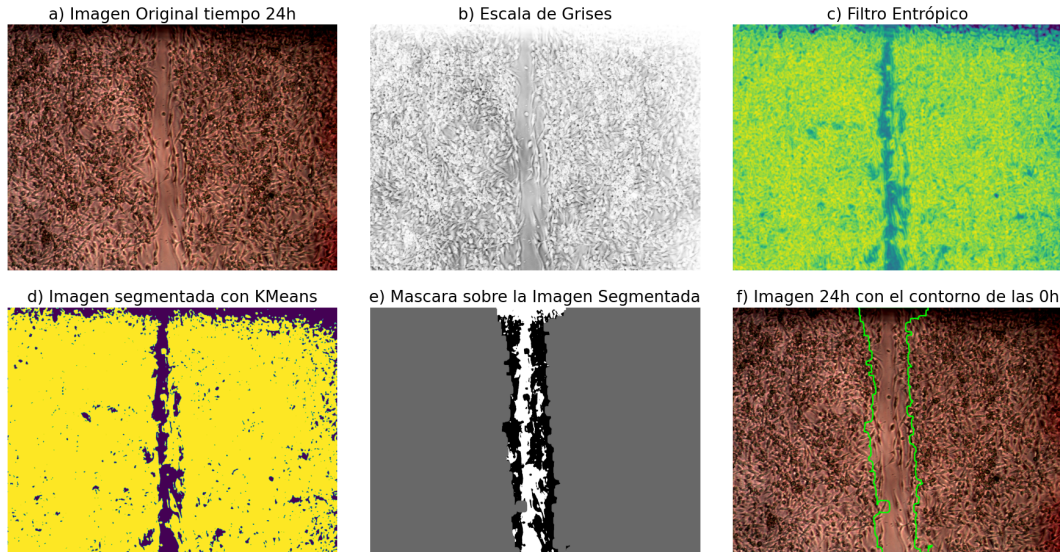 a) Imagen Original tiempo 24h
b) Escala de Grises
c) Filtro Entrópico
d) Imagen segmentada con KMeans
e) Mascara sobre la Imagen Segmentada
f) Imagen 24h con el contorno de las 0h